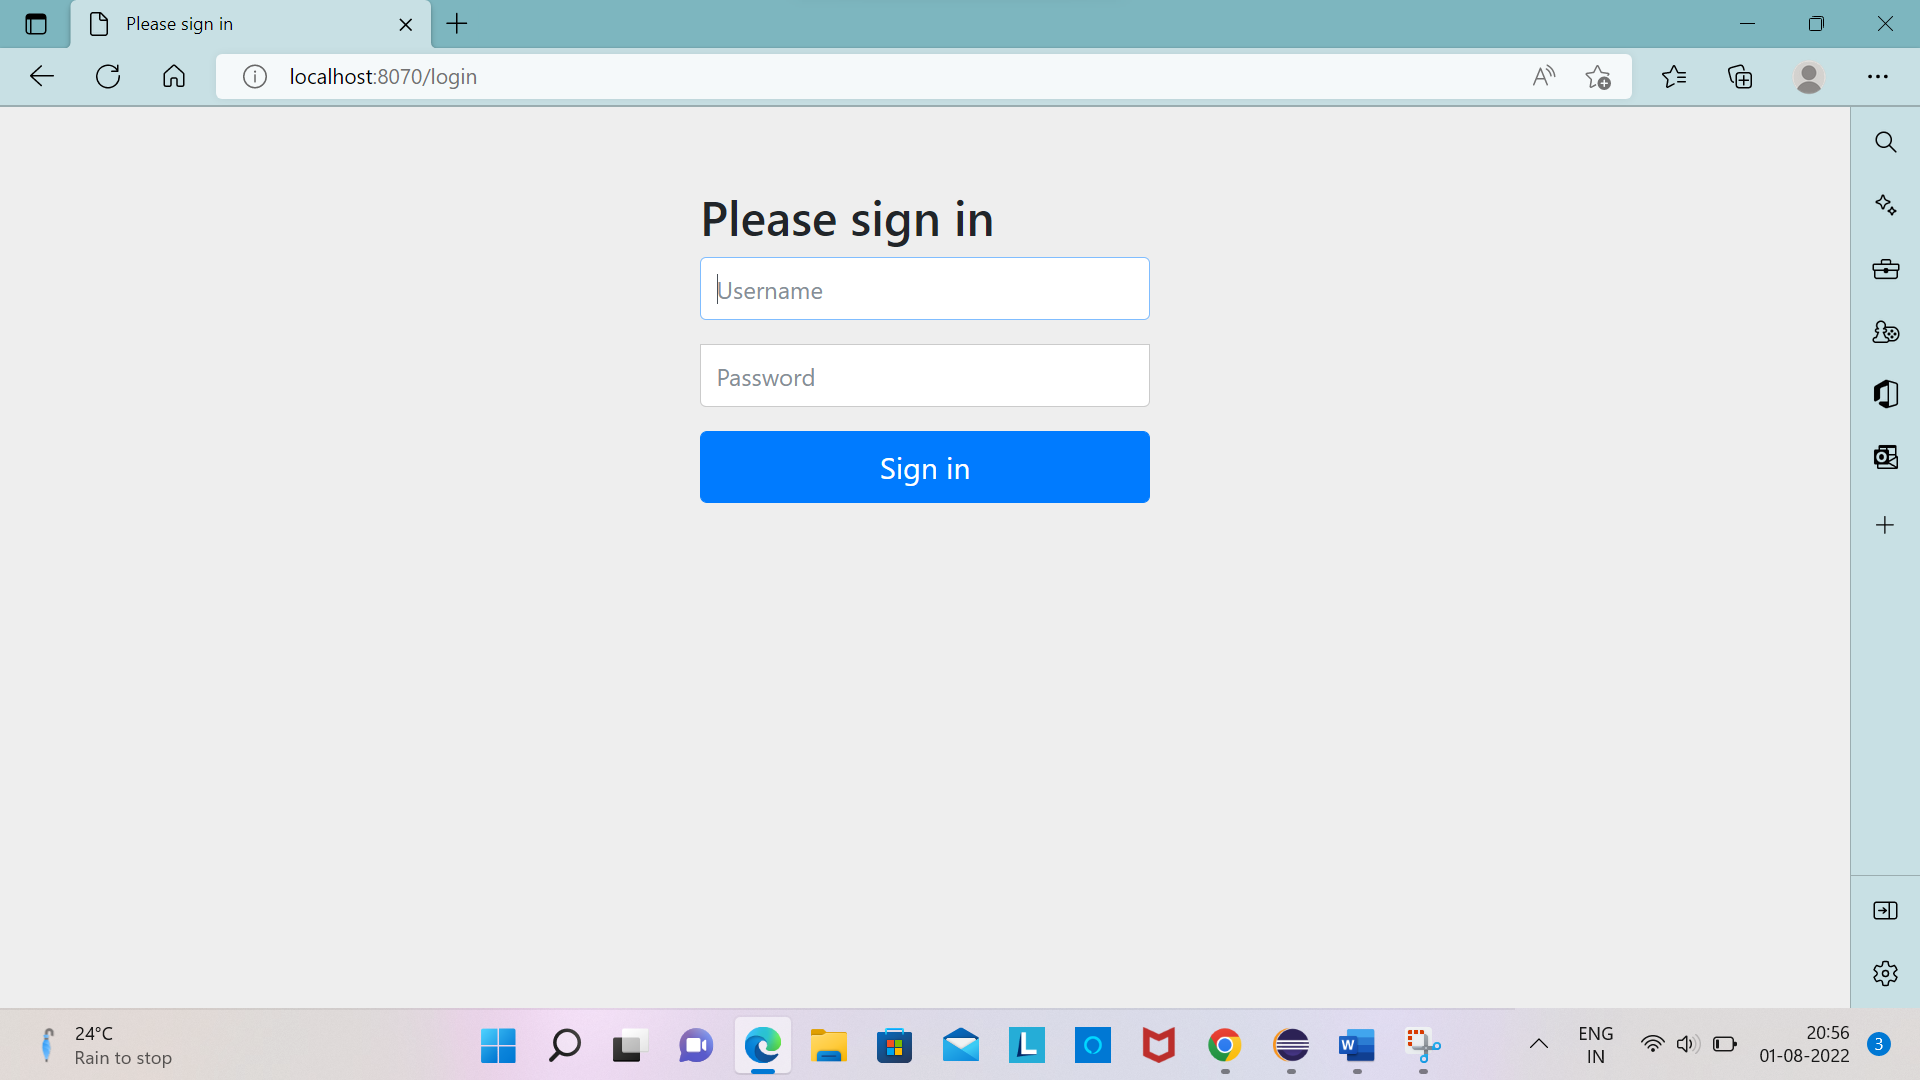 Please sign in
localhost:8070/login
Please sign in
Username
Password
Sign in
24°C
Rain to stop
ENG
IN
20:56
01-08-2022
3